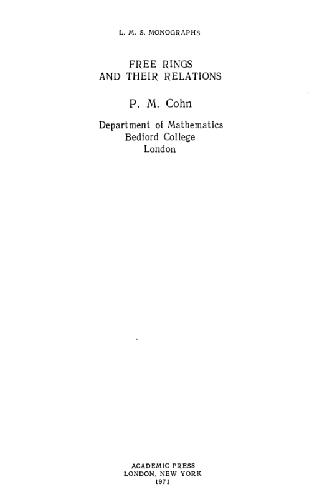 L. M. S. MONOGRAPHS
FREE RINGS
AND THEIR RELATIONS
P. M. Cohn
Department of Mathematics
Bedford College
London
ACADEMIC PRESS
LONDON, NEW YORK
1971